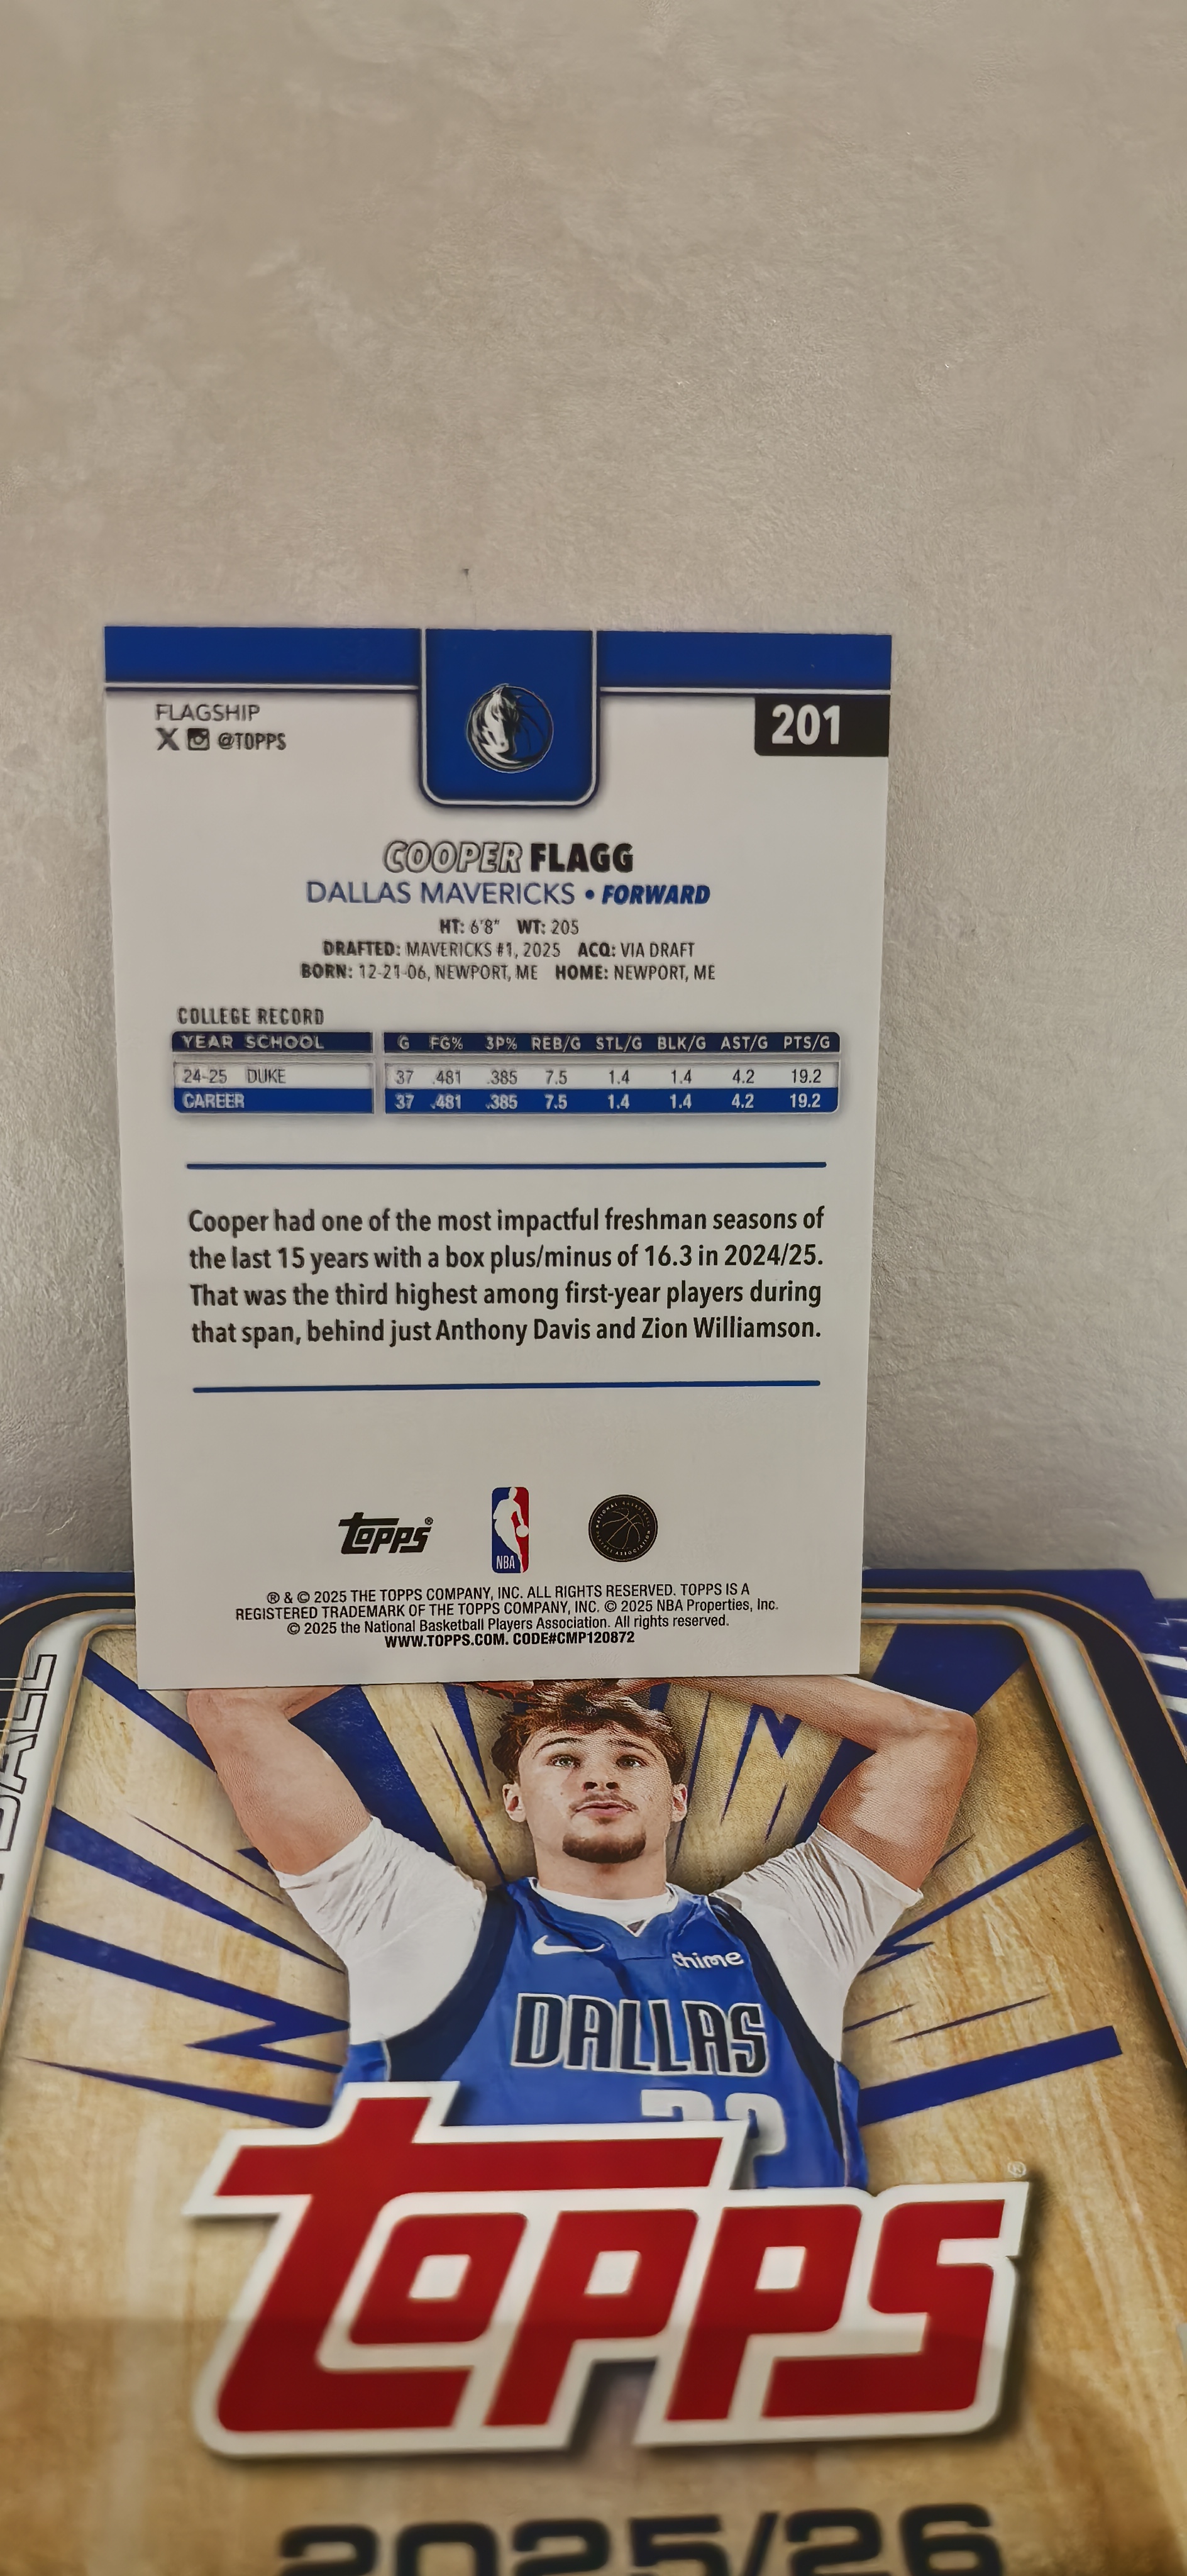 FLAGSHIP
X @TOPPS
201
COOPER FLAGG
DALLAS MAVERICKS • FORWARD
HT: 6'8" WT: 205
DRAFTED: MAVERICKS #1, 2025 ACQ: VIA DRAFT
BORN: 12-21-06, NEWPORT, ME HOME: NEWPORT, ME
COLLEGE RECORD
YEAR SCHOOL G FG% 3P% REB/G STL/G BLK/G AST/G PTS/G
24-25 DUKE 37 .481 .385 7.5 1.4 1.4 4.2 19.2
CAREER 37 .481 .385 7.5 1.4 1.4 4.2 19.2
Cooper had one of the most impactful freshman seasons of
the last 15 years with a box plus/minus of 16.3 in 2024/25.
That was the third highest among first-year players during
that span, behind just Anthony Davis and Zion Williamson.
topps®
NBA
® & © 2025 THE TOPPS COMPANY, INC. ALL RIGHTS RESERVED. TOPPS IS A
REGISTERED TRADEMARK OF THE TOPPS COMPANY, INC. © 2025 NBA Properties, Inc.
© 2025 the National Basketball Players Association. All rights reserved.
WWW.TOPPS.COM. CODE#CMP120872
chime
DALLAS
topps®
2025/26